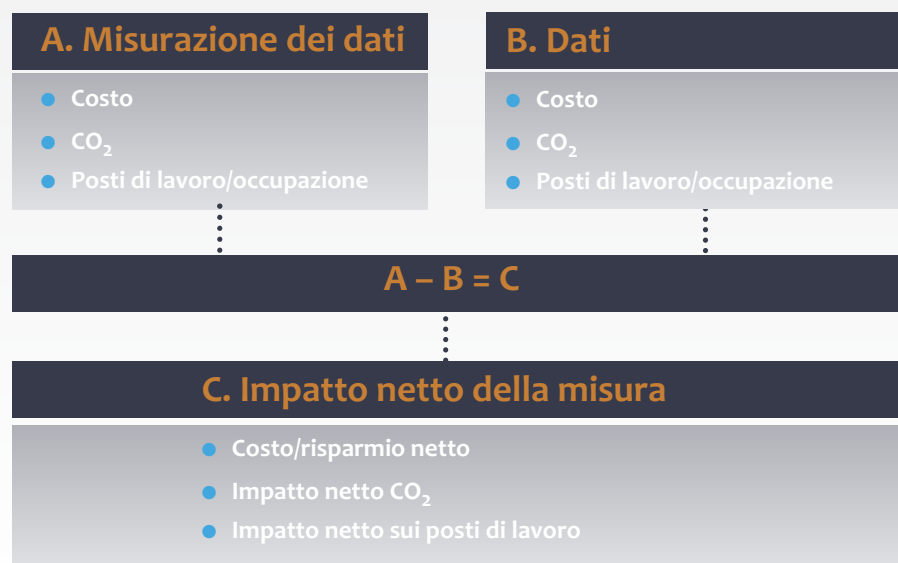 A. Misurazione dei dati
Costo
CO₂
Posti di lavoro/occupazione
B. Dati
Costo
CO₂
Posti di lavoro/occupazione
A – B = C
C. Impatto netto della misura
Costo/risparmio netto
Impatto netto CO₂
Impatto netto sui posti di lavoro